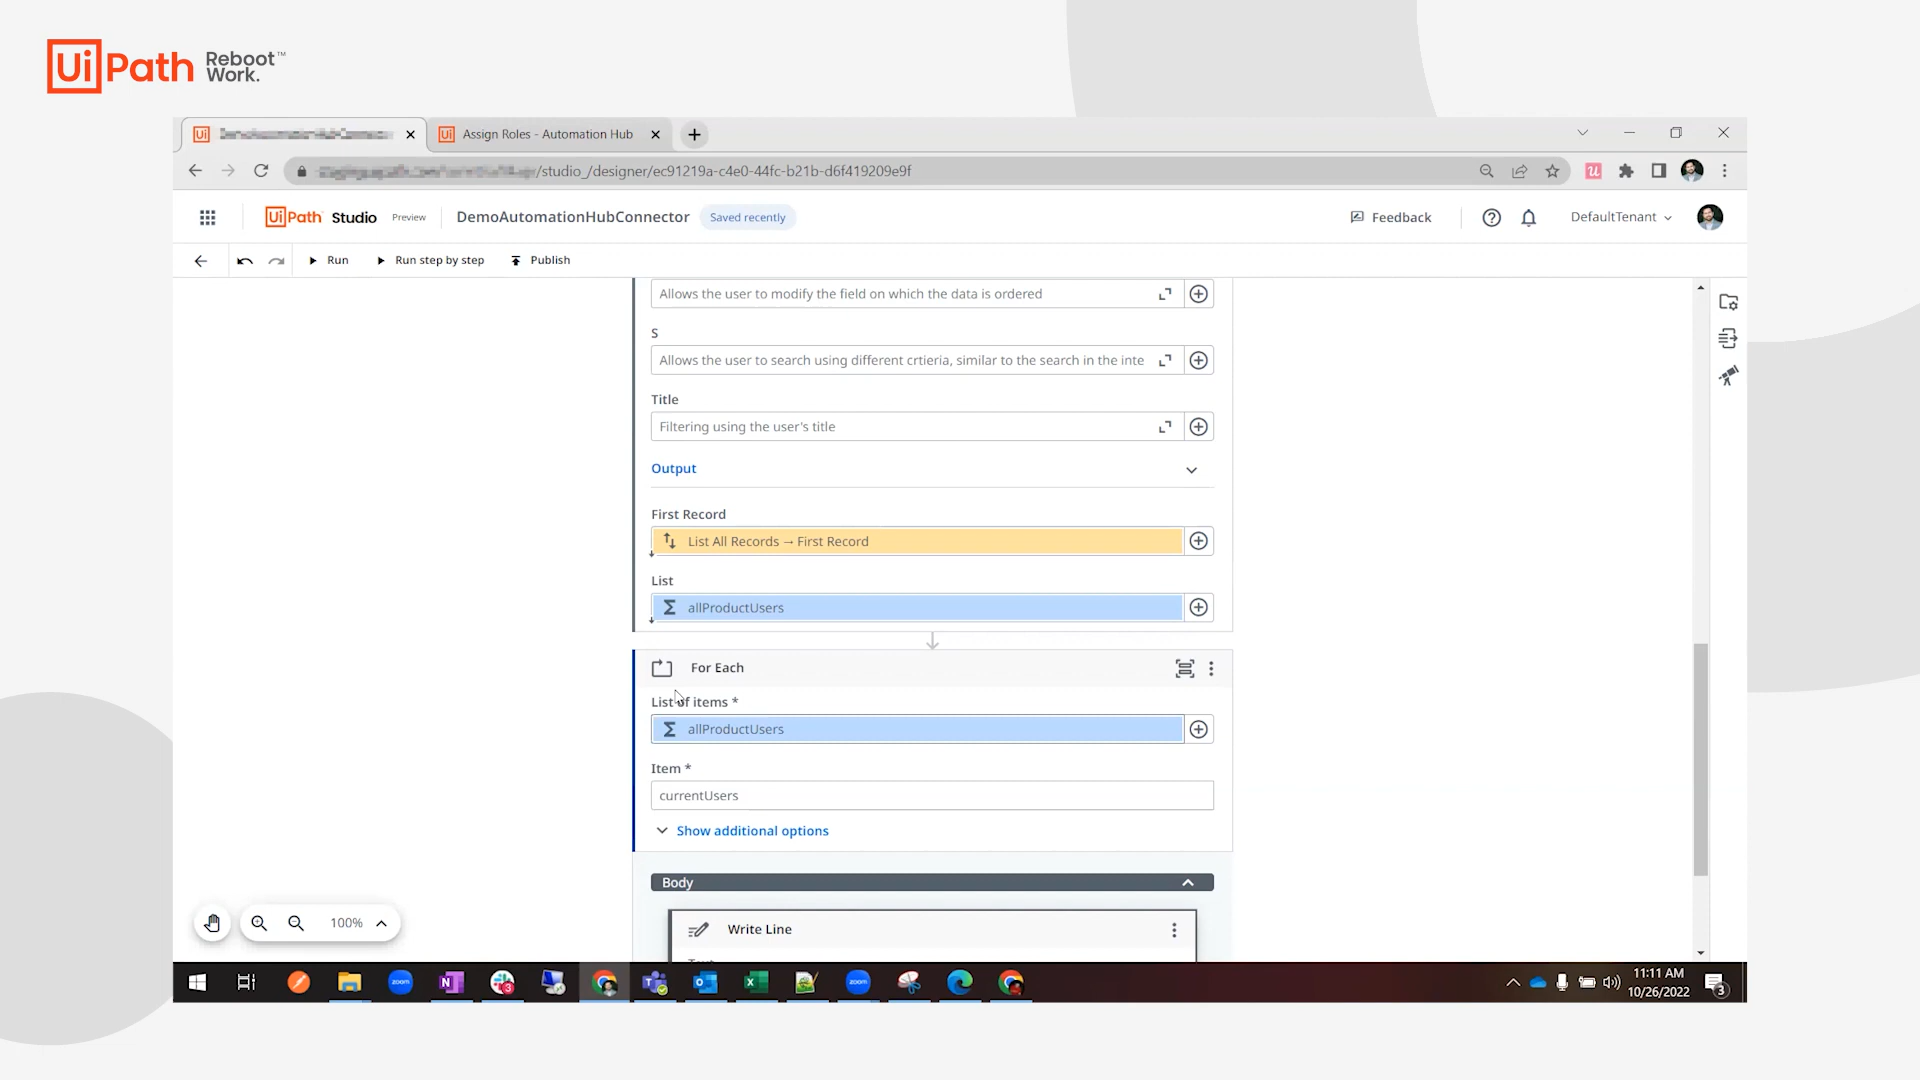 UiPath Reboot Work.™
Assign Roles - Automation Hub
/studio_/designer/ec91219a-c4e0-44fc-b21b-d6f419209e9f
UiPath Studio Preview DemoAutomationHubConnector Saved recently Feedback DefaultTenant
Run Run step by step Publish
Allows the user to modify the field on which the data is ordered
S
Allows the user to search using different crtieria, similar to the search in the inte
Title
Filtering using the user's title
Output
First Record
List All Records → First Record
List
allProductUsers
For Each
List of items *
allProductUsers
Item *
currentUsers
Show additional options
Body
Write Line
100%
11:11 AM
10/26/2022